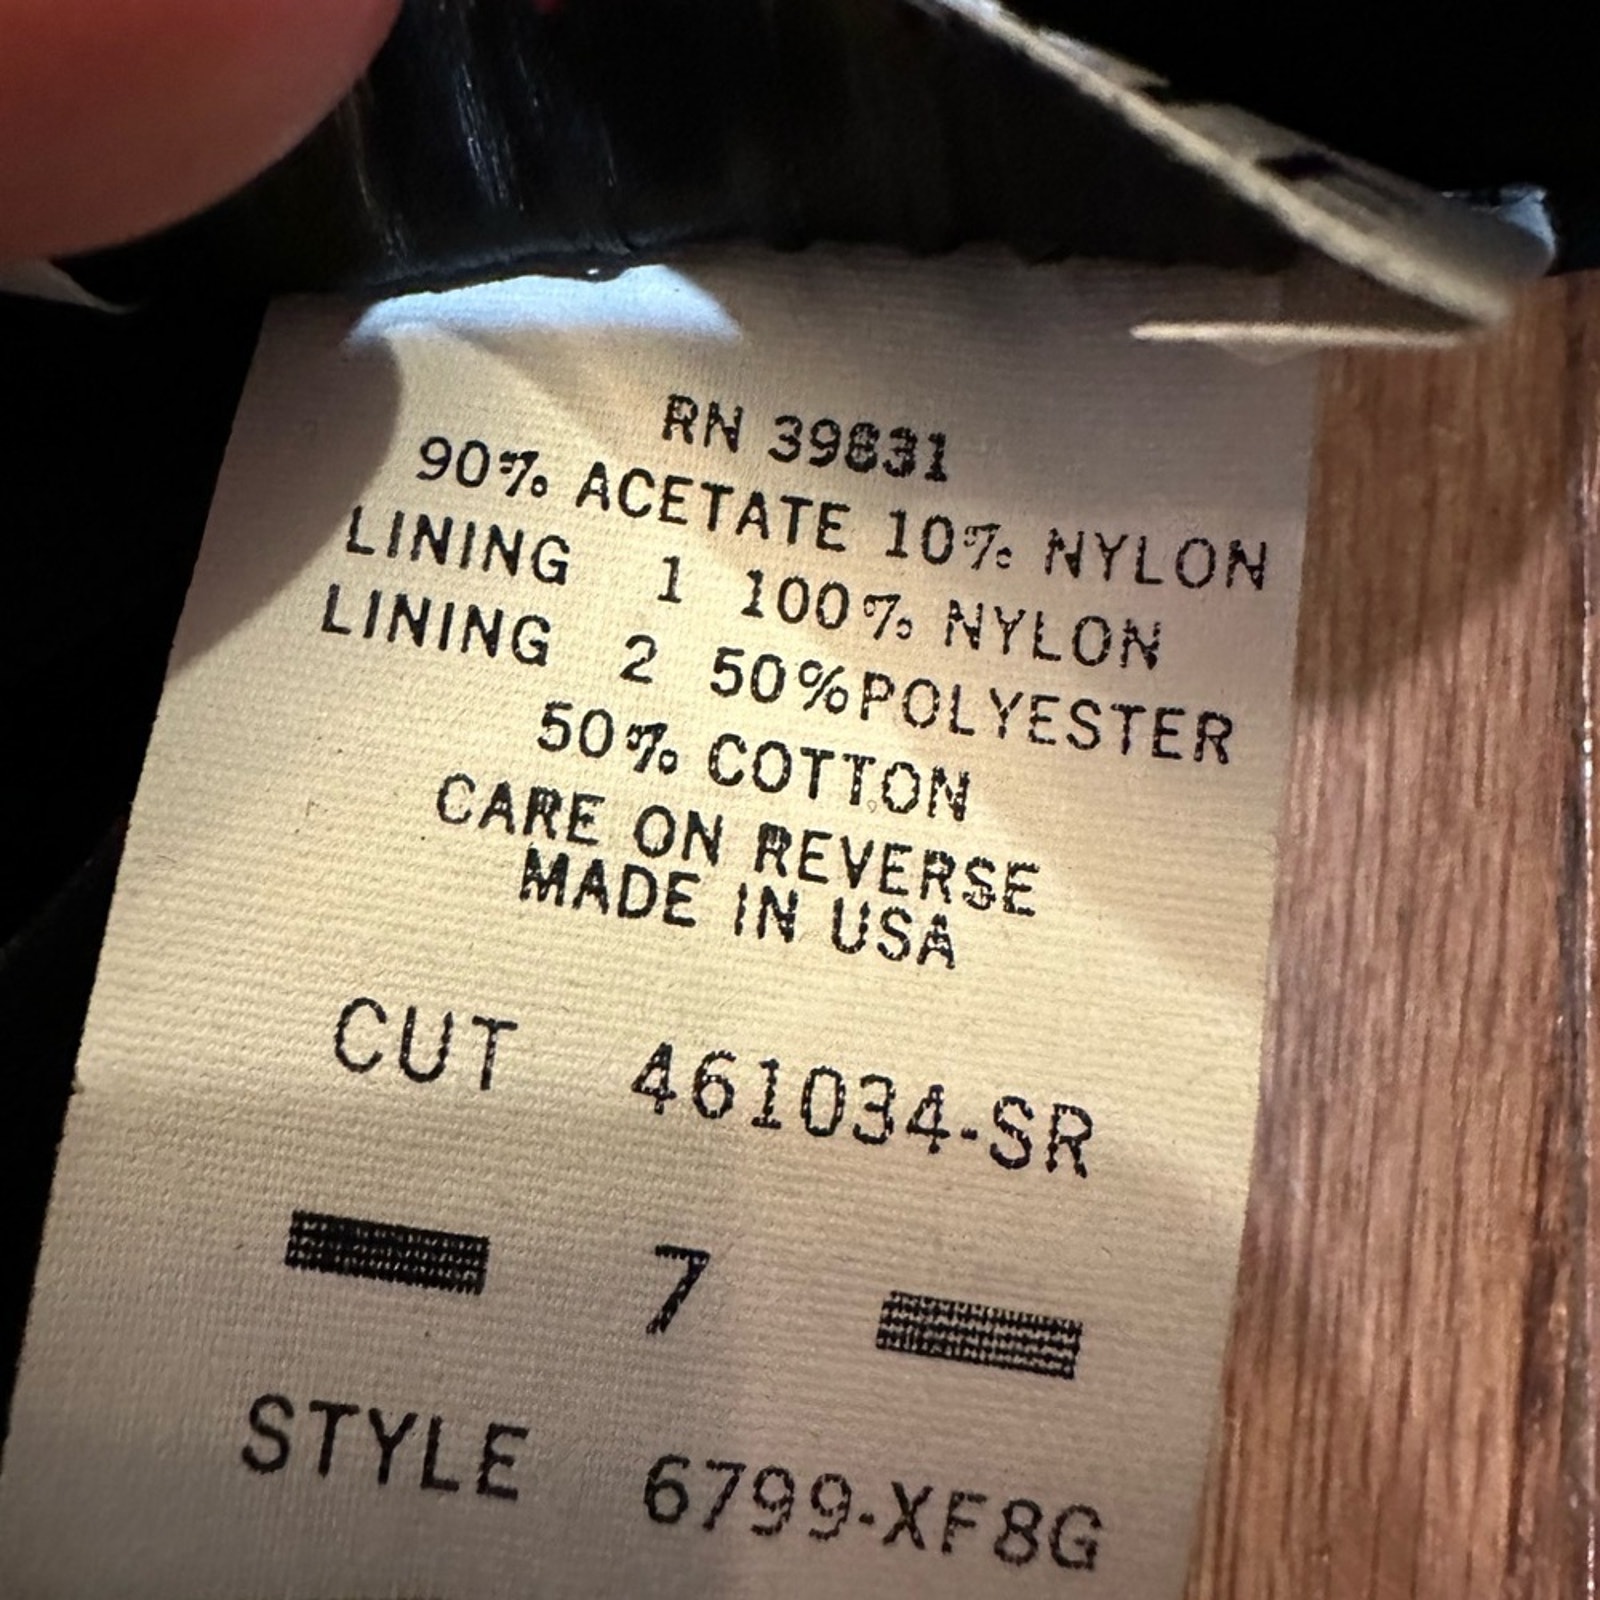 RN 39831
90% ACETATE 10% NYLON
LINING 1 100% NYLON
LINING 2 50%POLYESTER
50% COTTON
CARE ON REVERSE
MADE IN USA
CUT 461034-SR
7
STYLE 6799-XF8G